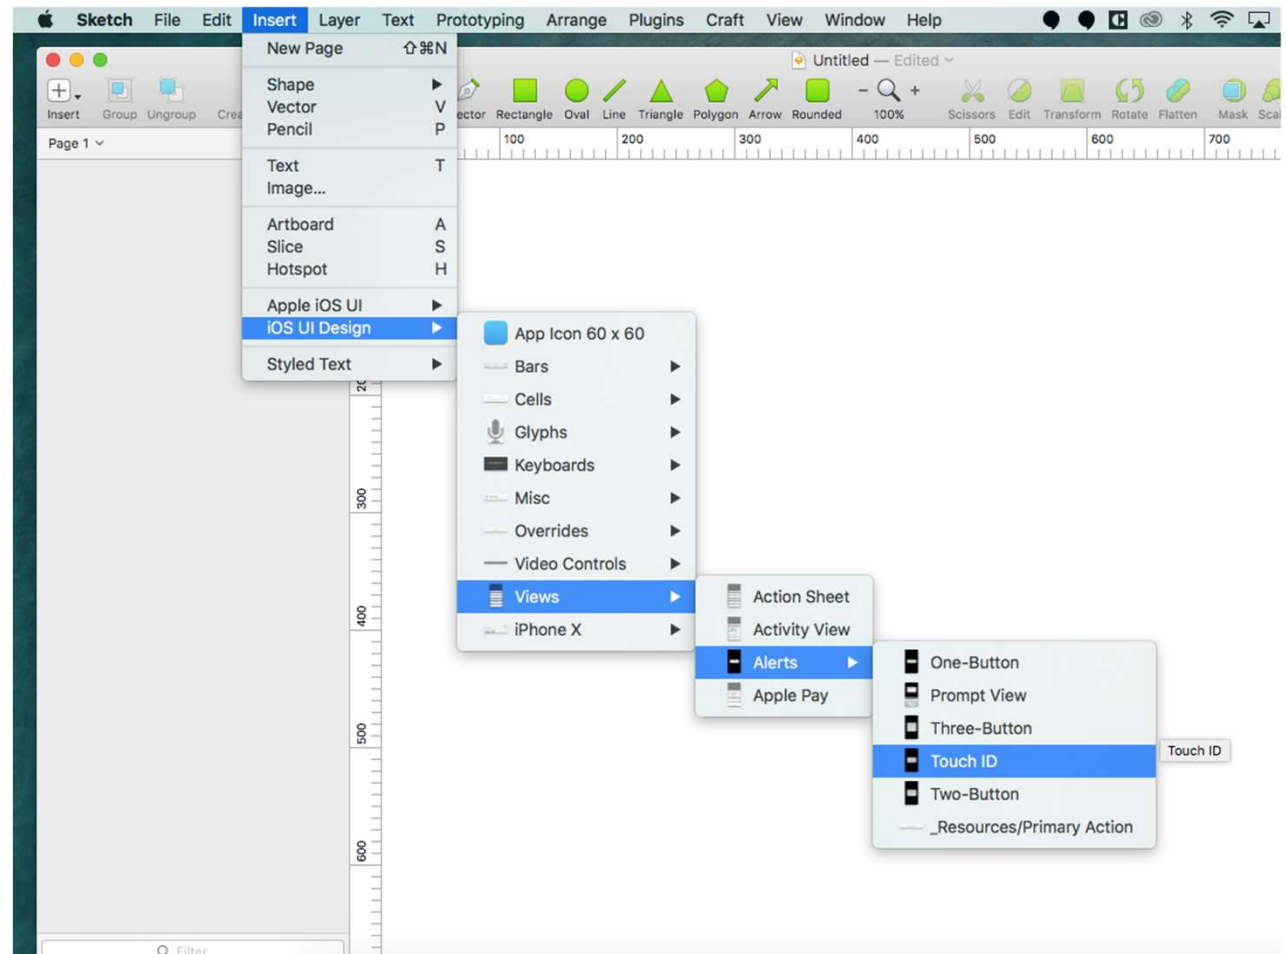 Sketch File Edit Insert Layer Text Prototyping Arrange Plugins Craft View Window Help
Untitled — Edited
Insert Group Ungroup Crea
ector Rectangle Oval Line Triangle Polygon Arrow Rounded 100% Scissors Edit Transform Rotate Flatten Mask Scal
Page 1
100 200 300 400 500 600 700
New Page ⇧⌘N
Shape
Vector V
Pencil P
Text T
Image...
Artboard A
Slice S
Hotspot H
Apple iOS UI
iOS UI Design
Styled Text
App Icon 60 x 60
Bars
Cells
Glyphs
Keyboards
Misc
Overrides
Video Controls
Views
iPhone X
Action Sheet
Activity View
Alerts
Apple Pay
One-Button
Prompt View
Three-Button
Touch ID
Two-Button
_Resources/Primary Action
Touch ID
300
400
500
600
Filter